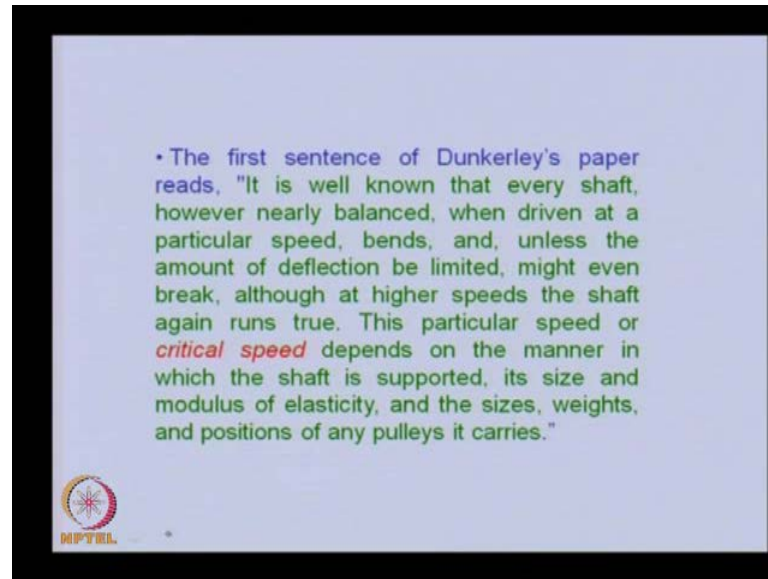 • The first sentence of Dunkerley's paper
reads, "It is well known that every shaft,
however nearly balanced, when driven at a
particular speed, bends, and, unless the
amount of deflection be limited, might even
break, although at higher speeds the shaft
again runs true. This particular speed or
critical speed depends on the manner in
which the shaft is supported, its size and
modulus of elasticity, and the sizes, weights,
and positions of any pulleys it carries."
NPTEL